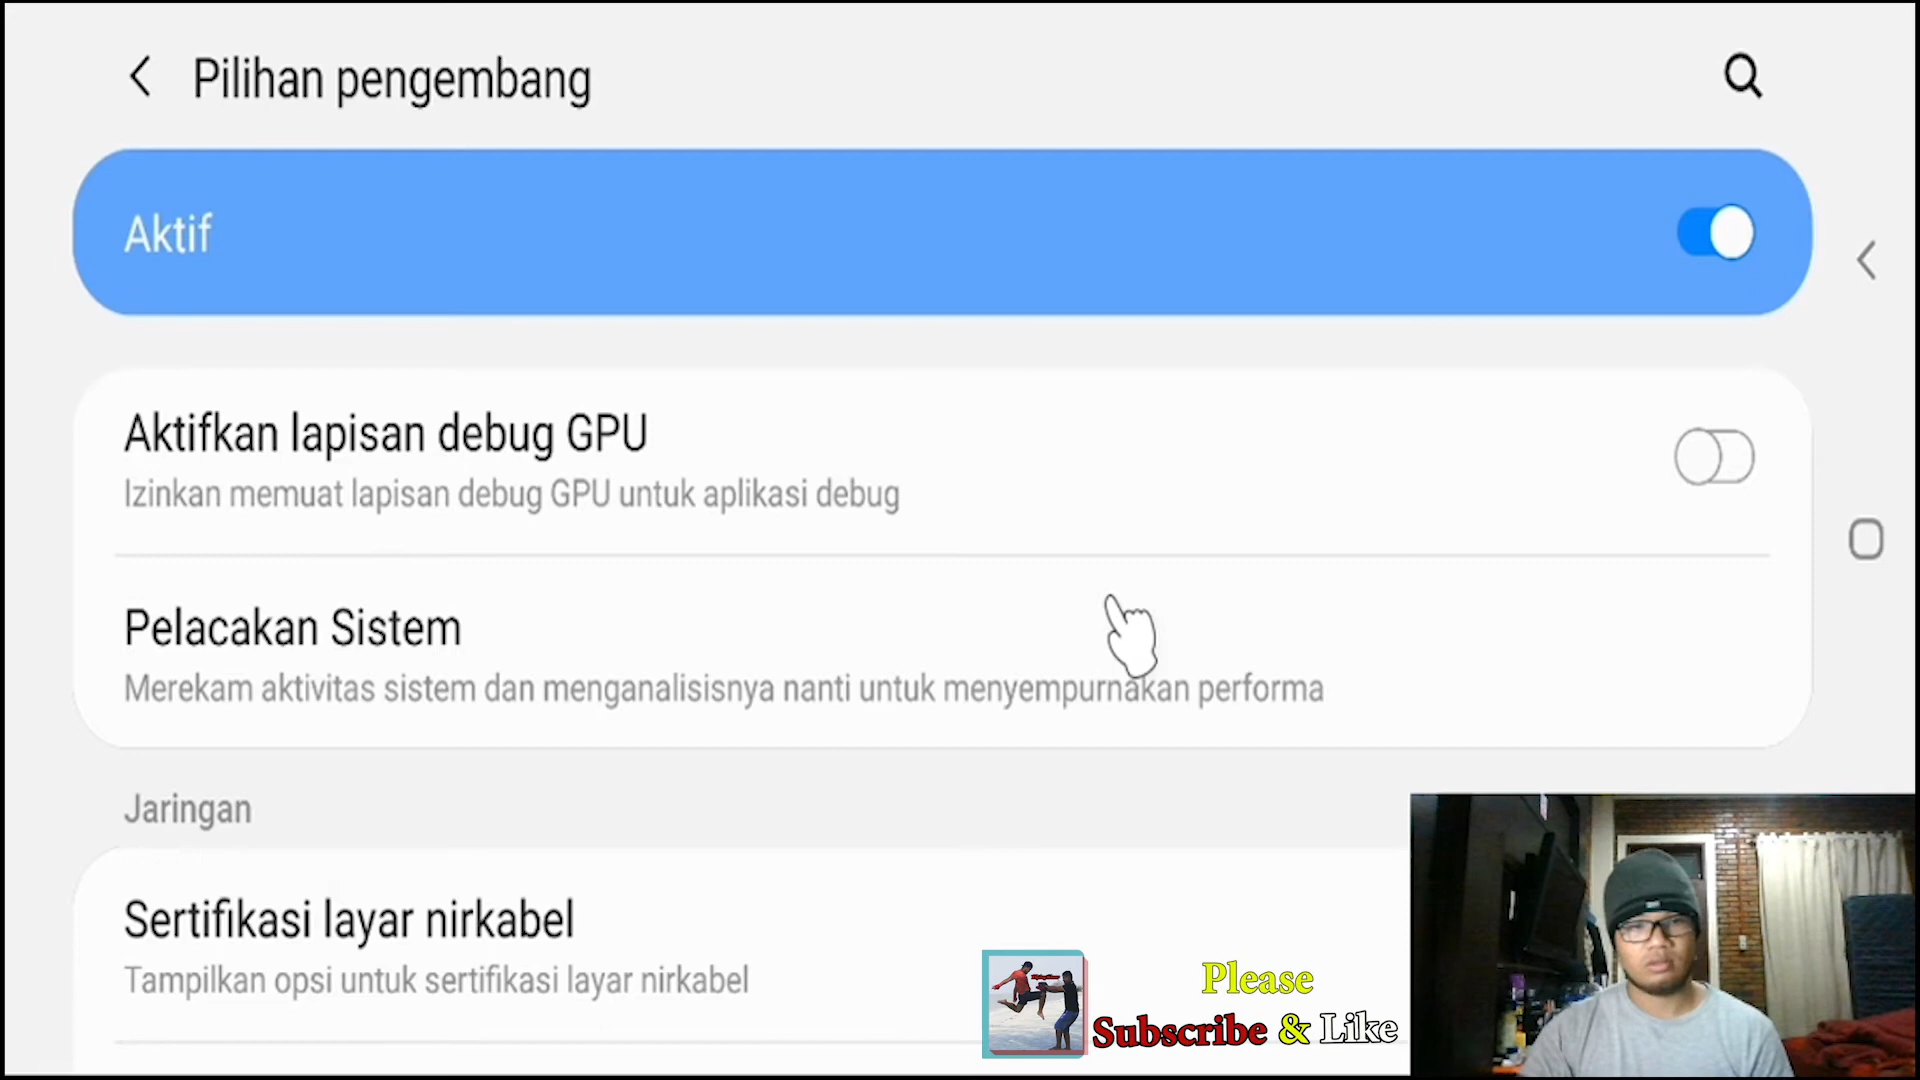 Pilihan pengembang
Aktif
Aktifkan lapisan debug GPU
Izinkan memuat lapisan debug GPU untuk aplikasi debug
Pelacakan Sistem
Merekam aktivitas sistem dan menganalisisnya nanti untuk menyempurnakan performa
Jaringan
Sertifikasi layar nirkabel
Tampilkan opsi untuk sertifikasi layar nirkabel
Please
Subscribe & Like